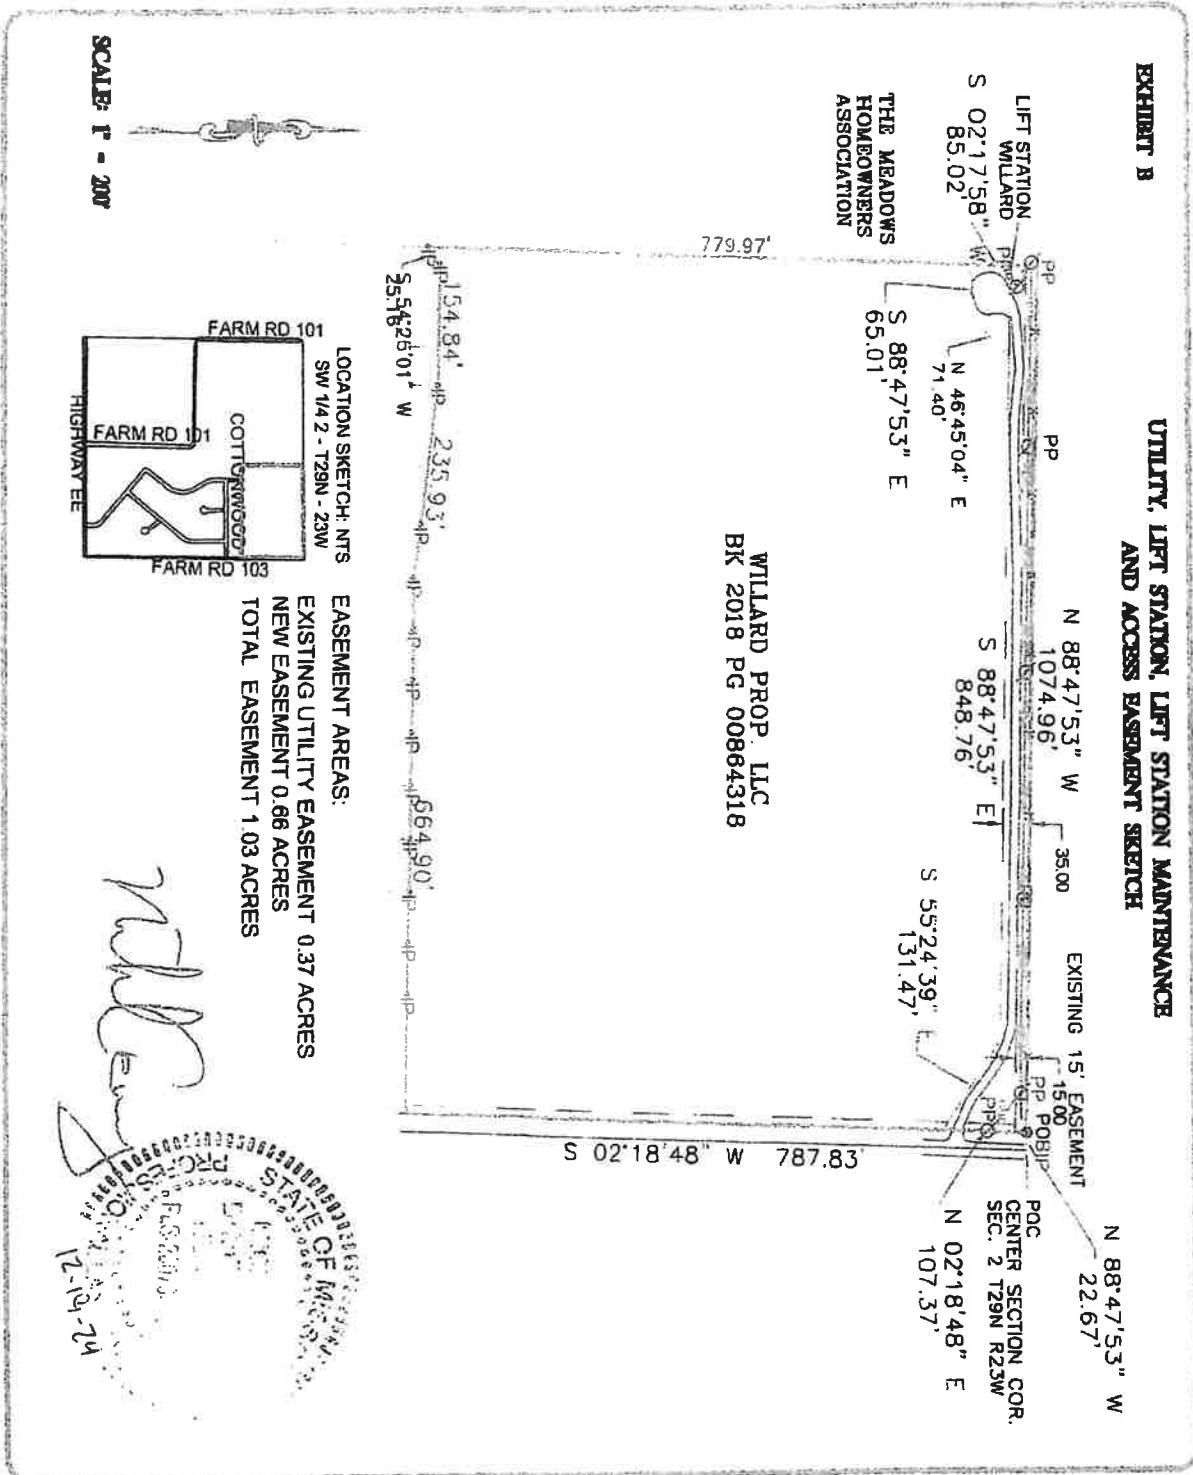 EXHIBIT B
UTILITY, LIFT STATION, LIFT STATION MAINTENANCE
AND ACCESS EASEMENT SKETCH
LIFT STATION
WILLARD
S 02°17'58" W
85.02'
THE MEADOWS
HOMEOWNERS
ASSOCIATION
PP
PP
N 88°47'53" W
1074.96'
S 88°47'53" E
848.76'
35.00
EXISTING 15' EASEMENT
15.00
PP
POB
IP
PP
N 88°47'53" W
22.67'
POC
CENTER SECTION COR.
SEC. 2 T29N R23W
N 02°18'48" E
107.37'
S 88°47'53" E
65.01'
N 46°45'04" E
71.40'
S 55°24'39" E
131.47'
779.97'
WILLARD PROP. LLC
BK 2018 PG 00864318
S 02°18'48" W 787.83'
154.84'
235.93'
664.90'
S 54°26'01" W
25.16'
SCALE: 1" = 200'
LOCATION SKETCH: NTS
SW 1/4 2 - T29N - 23W
FARM RD 101
FARM RD 101
COTTONWOOD
HIGHWAY EE
FARM RD 103
EASEMENT AREAS:
EXISTING UTILITY EASEMENT 0.37 ACRES
NEW EASEMENT 0.66 ACRES
TOTAL EASEMENT 1.03 ACRES
STATE OF
12-19-24